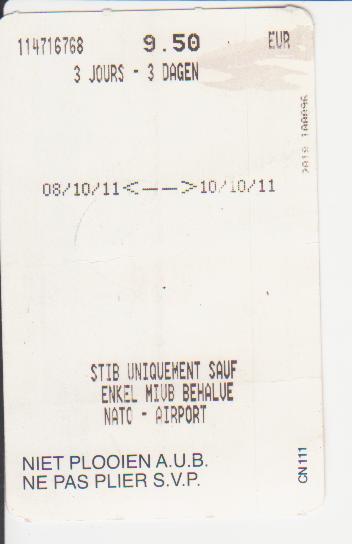 114716768 9.50 EUR
3 JOURS - 3 DAGEN
08/10/11<-->10/10/11
STIB UNIQUEMENT SAUF
ENKEL MIVB BEHALVE
NATO - AIRPORT
NIET PLOOIEN A.U.B.
NE PAS PLIER S.V.P.
CN111